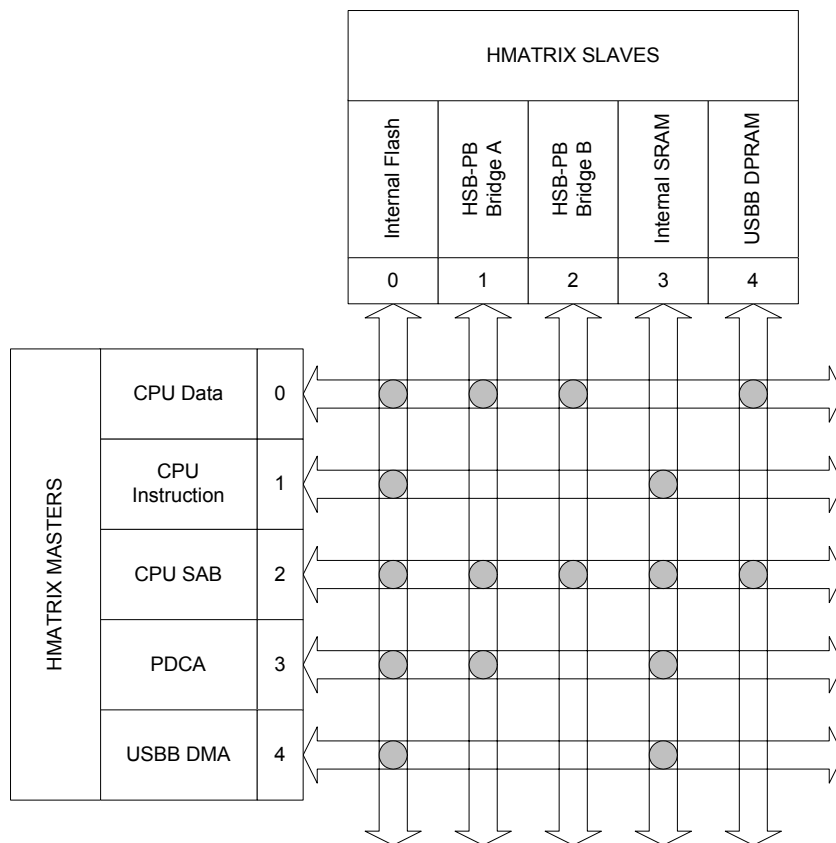 HMATRIX SLAVES
Internal Flash
HSB-PB
Bridge A
HSB-PB
Bridge B
Internal SRAM
USBB DPRAM
0
1
2
3
4
HMATRIX MASTERS
CPU Data
0
CPU
Instruction
1
CPU SAB
2
PDCA
3
USBB DMA
4